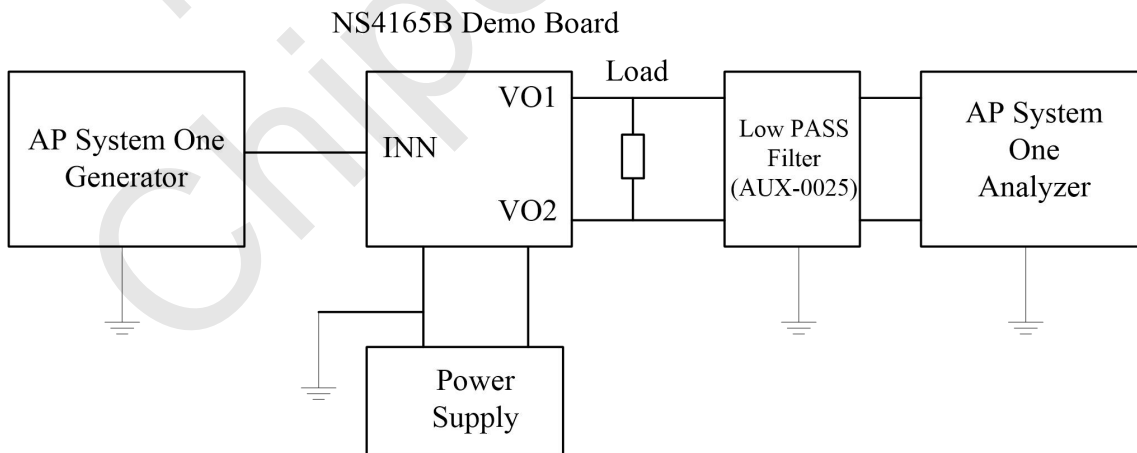 NS4165B Demo Board
AP System One
Generator
INN
VO1
VO2
Load
Low PASS
Filter
(AUX-0025)
AP System
One
Analyzer
Power
Supply